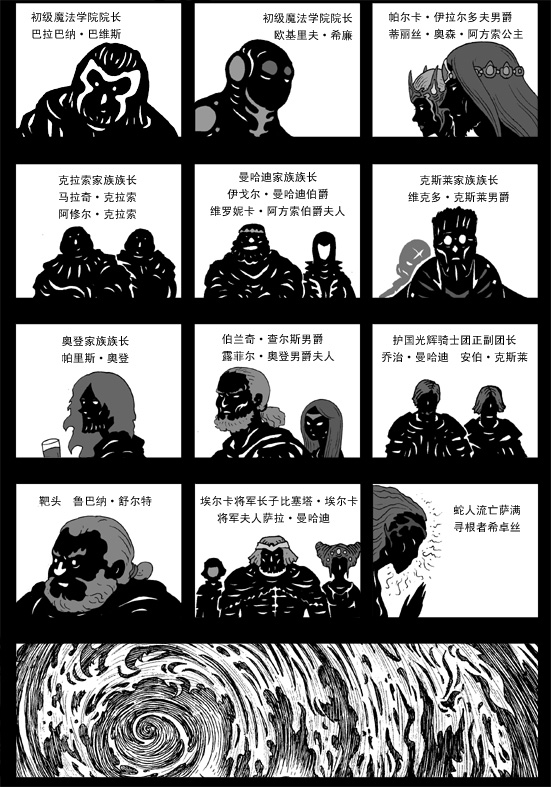 初级魔法学院院长
巴拉巴纳·巴维斯
初级魔法学院院长
欧基里夫·希廉
帕尔卡·伊拉尔多夫男爵
蒂丽丝·奥森·阿方索公主
克拉索家族族长
马拉奇·克拉索
阿修尔·克拉索
曼哈迪家族族长
伊戈尔·曼哈迪伯爵
维罗妮卡·阿方索伯爵夫人
克斯莱家族族长
维克多·克斯莱男爵
奥登家族族长
帕里斯·奥登
伯兰奇·查尔斯男爵
露菲尔·奥登男爵夫人
护国光辉骑士团正副团长
乔治·曼哈迪 安伯·克斯莱
靶头 鲁巴纳·舒尔特
埃尔卡将军长子比塞塔·埃尔卡
将军夫人萨拉·曼哈迪
蛇人流亡萨满
寻根者希卓丝